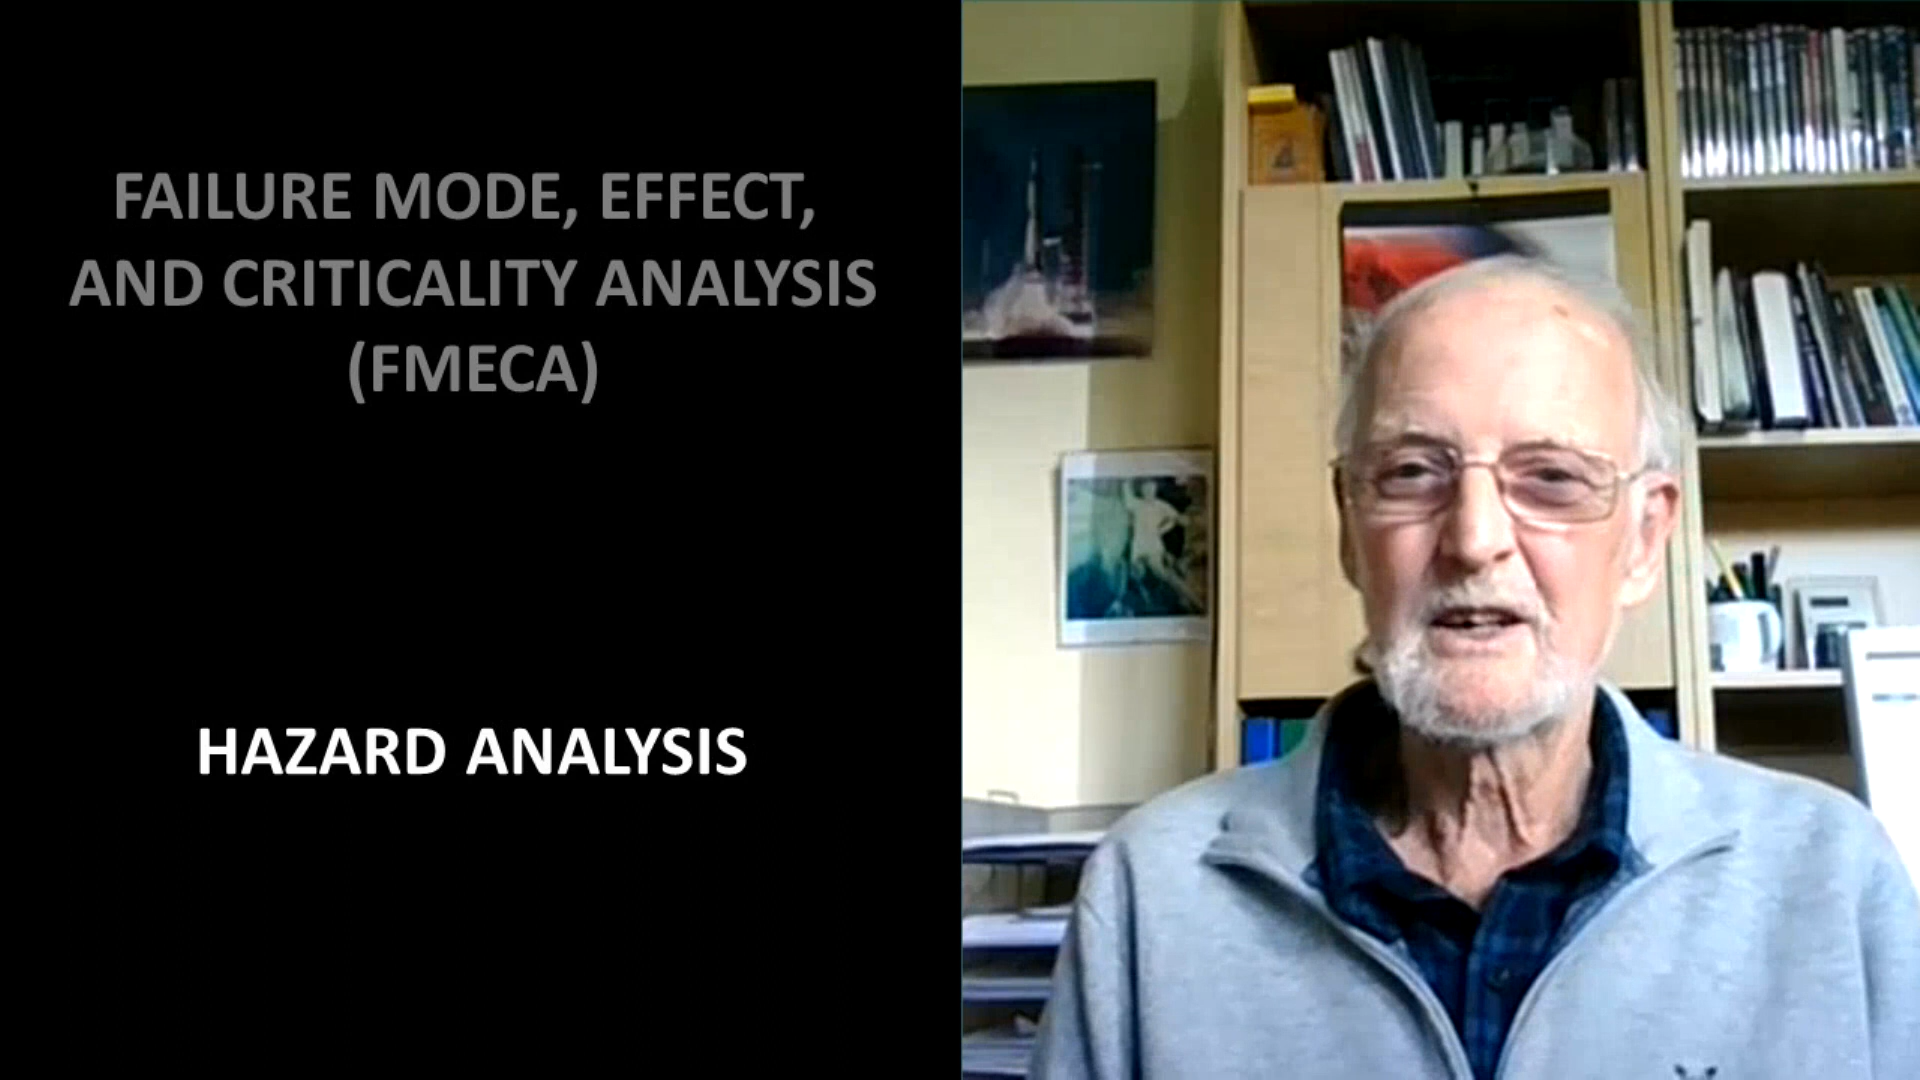 FAILURE MODE, EFFECT,
AND CRITICALITY ANALYSIS
(FMECA)
HAZARD ANALYSIS